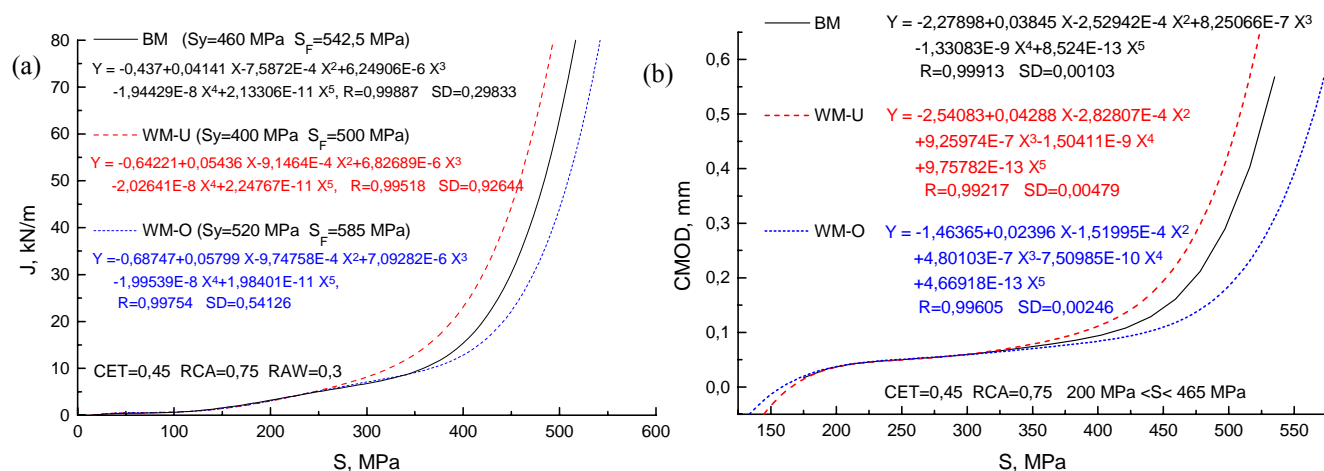 (a)
J, kN/m
80
70
60
50
40
30
20
10
0
BM (Sy=460 MPa S_F=542,5 MPa)
Y = -0,437+0,04141 X-7,5872E-4 X²+6,24906E-6 X³
-1,94429E-8 X⁴+2,13306E-11 X⁵, R=0,99887 SD=0,29833
WM-U (Sy=400 MPa S_F=500 MPa)
Y = -0,64221+0,05436 X-9,1464E-4 X²+6,82689E-6 X³
-2,02641E-8 X⁴+2,24767E-11 X⁵, R=0,99518 SD=0,92644
WM-O (Sy=520 MPa S_F=585 MPa)
Y =-0,68747+0,05799 X-9,74758E-4 X²+7,09282E-6 X³
-1,99539E-8 X⁴+1,98401E-11 X⁵,
R=0,99754 SD=0,54126
CET=0,45 RCA=0,75 RAW=0,3
0 100 200 300 400 500 600
S, MPa
(b)
CMOD, mm
0,6
0,5
0,4
0,3
0,2
0,1
0,0
BM Y = -2,27898+0,03845 X-2,52942E-4 X²+8,25066E-7 X³
-1,33083E-9 X⁴+8,524E-13 X⁵
R=0,99913 SD=0,00103
WM-U Y = -2,54083+0,04288 X-2,82807E-4 X²
+9,25974E-7 X³-1,50411E-9 X⁴
+9,75782E-13 X⁵
R=0,99217 SD=0,00479
WM-O Y = -1,46365+0,02396 X-1,51995E-4 X²
+4,80103E-7 X³-7,50985E-10 X⁴
+4,66918E-13 X⁵
R=0,99605 SD=0,00246
CET=0,45 RCA=0,75 200 MPa <S< 465 MPa
150 200 250 300 350 400 450 500 550
S, MPa